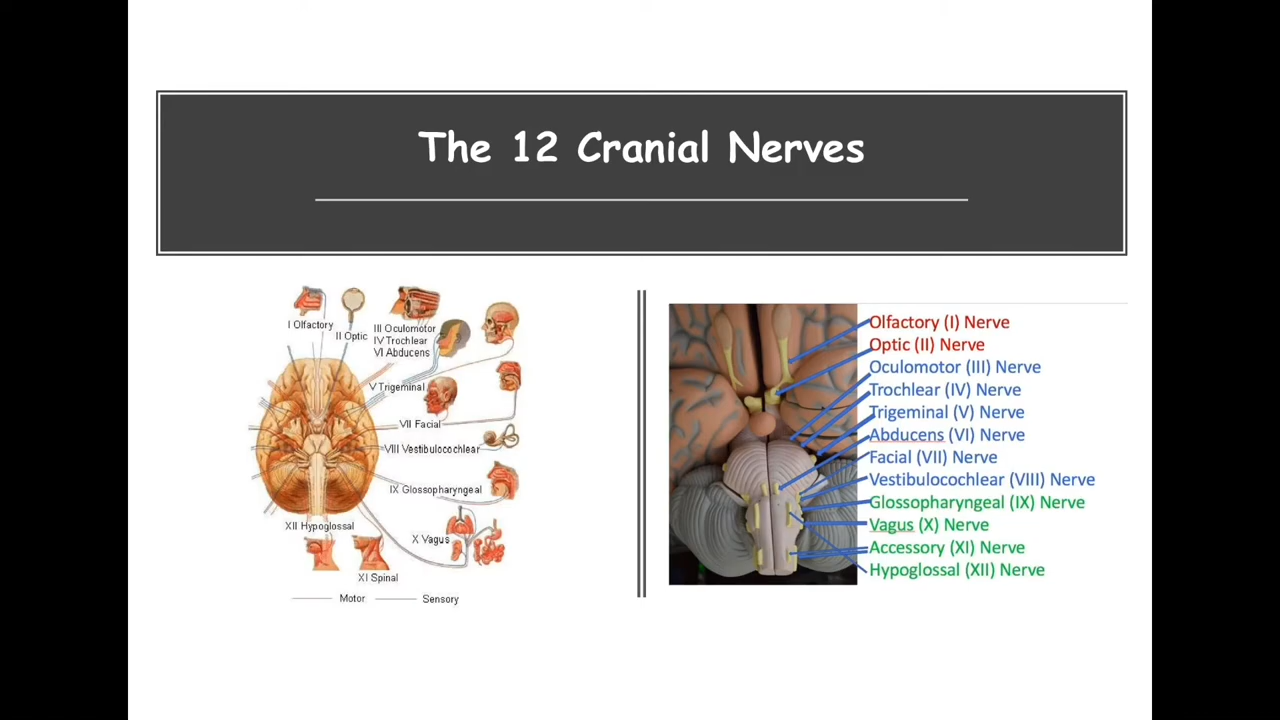 The 12 Cranial Nerves
I Olfactory
II Optic
III Oculomotor
IV Trochlear
VI Abducens
V Trigeminal
VII Facial
VIII Vestibulocochlear
IX Glossopharyngeal
XII Hypoglossal
X Vagus
XI Spinal
Motor
Sensory
Olfactory (I) Nerve
Optic (II) Nerve
Oculomotor (III) Nerve
Trochlear (IV) Nerve
Trigeminal (V) Nerve
Abducens (VI) Nerve
Facial (VII) Nerve
Vestibulocochlear (VIII) Nerve
Glossopharyngeal (IX) Nerve
Vagus (X) Nerve
Accessory (XI) Nerve
Hypoglossal (XII) Nerve